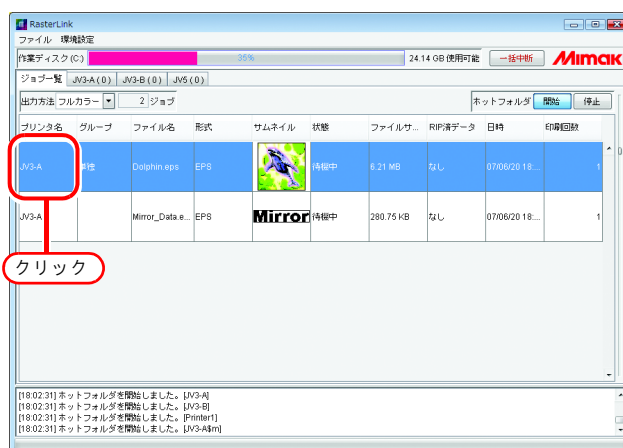 RasterLink
ファイル 環境設定
作業ディスク(C:) 35% 24.14 GB 使用可能 一括中断 Mimak
ジョブ一覧 JV3-A ( 0 ) JV3-B ( 0 ) JV5 ( 0 )
出力方法 フルカラー 2 ジョブ ホットフォルダ 開始 停止
プリンタ名 グループ ファイル名 形式 サムネイル 状態 ファイルサ... RIP済データ 日時 印刷回数
JV3-A 単独 Dolphin.eps EPS 待機中 6.21 MB なし 07/06/20 18:... 1
JV3-A Mirror_Data.e... EPS Mirror 待機中 280.75 KB なし 07/06/20 18:... 1
クリック
[18:02:31] ホットフォルダを開始しました。[JV3-A]
[18:02:31] ホットフォルダを開始しました。[JV3-B]
[18:02:31] ホットフォルダを開始しました。[Printer1]
[18:02:31] ホットフォルダを開始しました。[JV3-A$m]